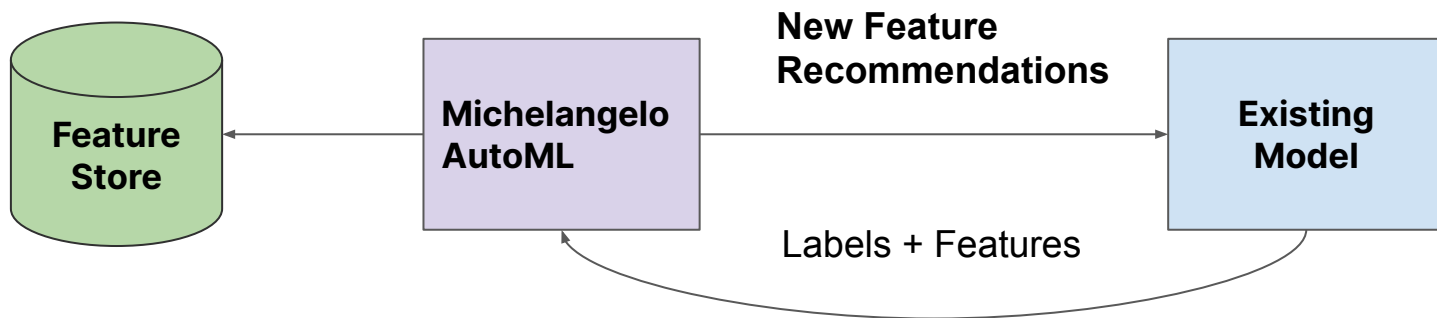 New Feature
Recommendations
Feature
Store
Michelangelo
AutoML
Existing
Model
Labels + Features